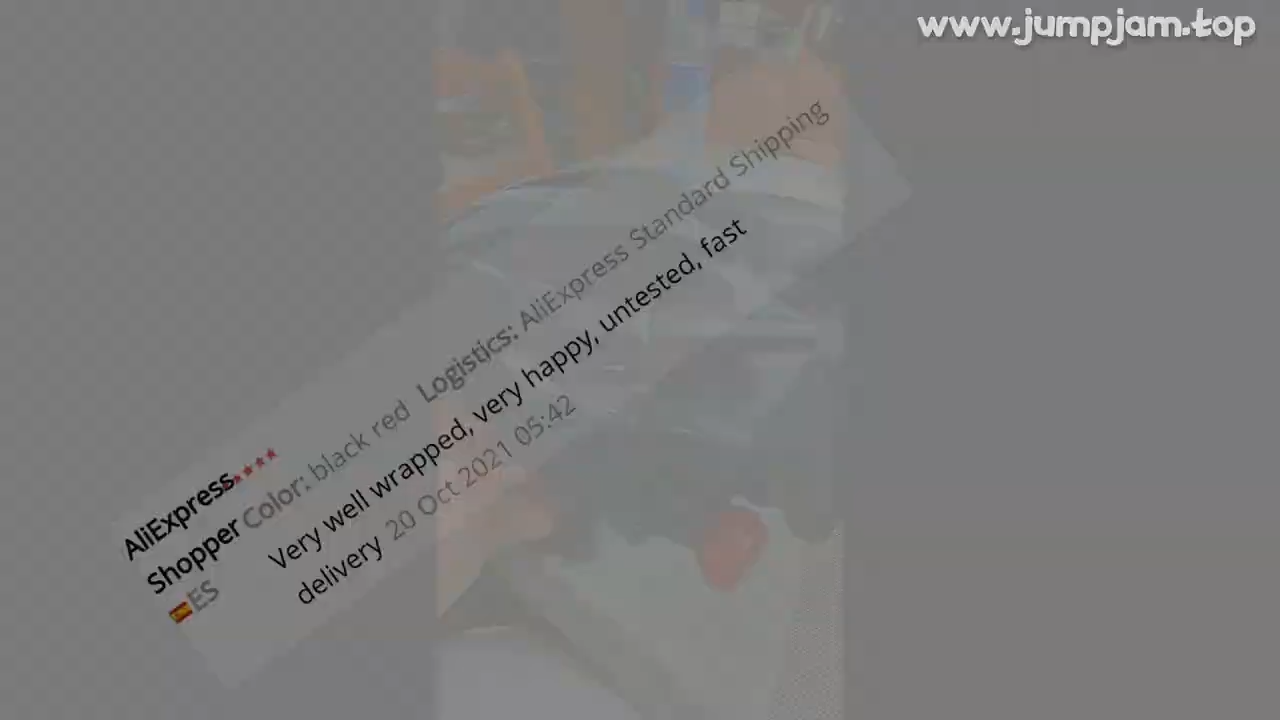 www.jumpjam.top
AliExpress
Shopper
ES
Color: black red Logistics: AliExpress Standard Shipping
Very well wrapped, very happy, untested, fast
delivery 20 Oct 2021 05:42